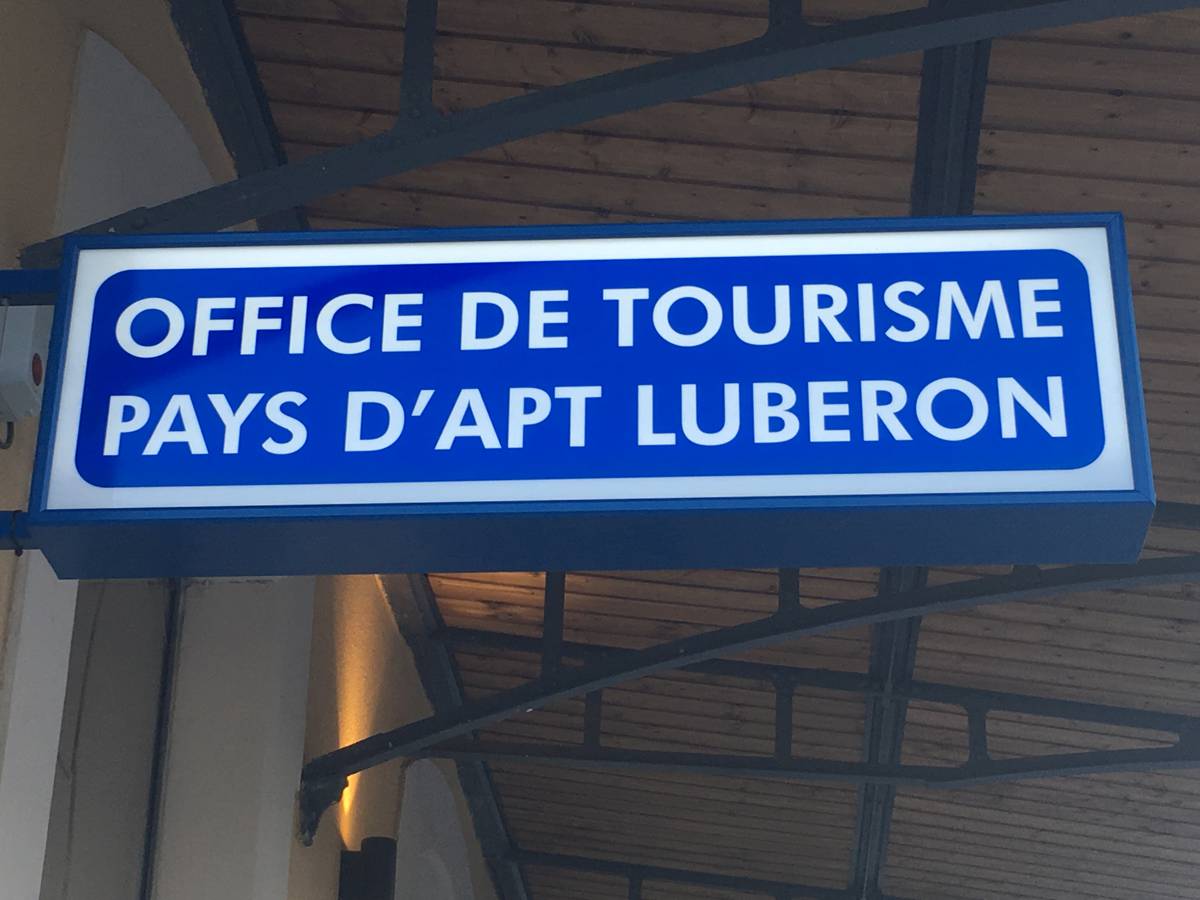 OFFICE DE TOURISME
PAYS D'APT LUBERON